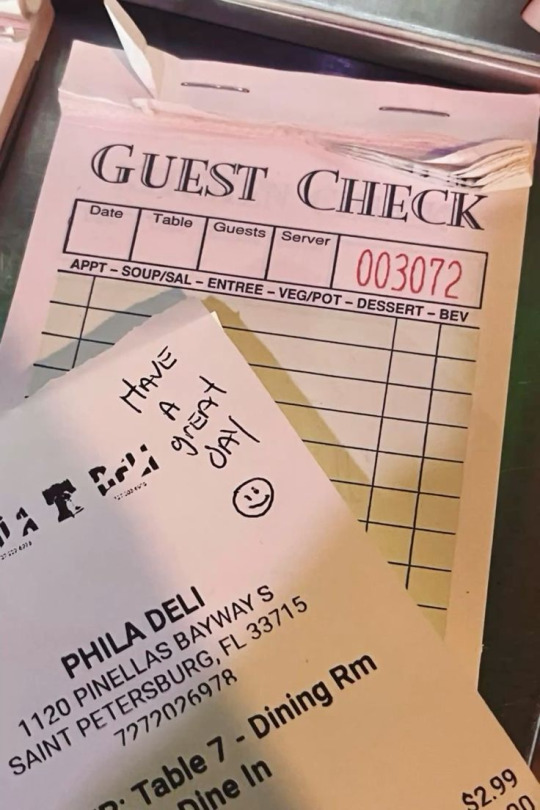 GUEST CHECK
Date Table Guests Server
003072
APPT – SOUP/SAL – ENTREE – VEG/POT – DESSERT – BEV
HAVE
A
GREAT
DAY
PHILA DELI
1120 PINELLAS BAYWAY S
SAINT PETERSBURG, FL 33715
7272026978
Table 7 - Dining Rm
Dine In
$2.99